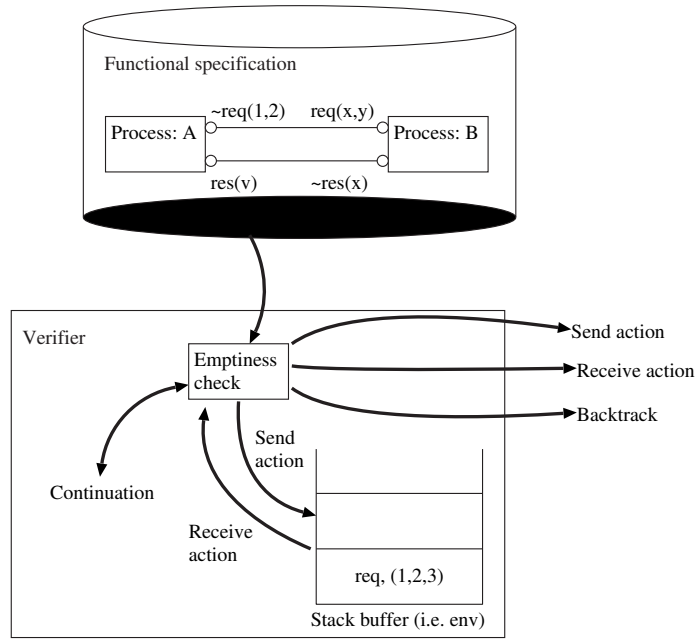 Functional specification
~req(1,2)
req(x,y)
Process: A
Process: B
res(v)
~res(x)
Verifier
Emptiness
check
Send action
Receive action
Backtrack
Send
action
Continuation
Receive
action
req, (1,2,3)
Stack buffer (i.e. env)